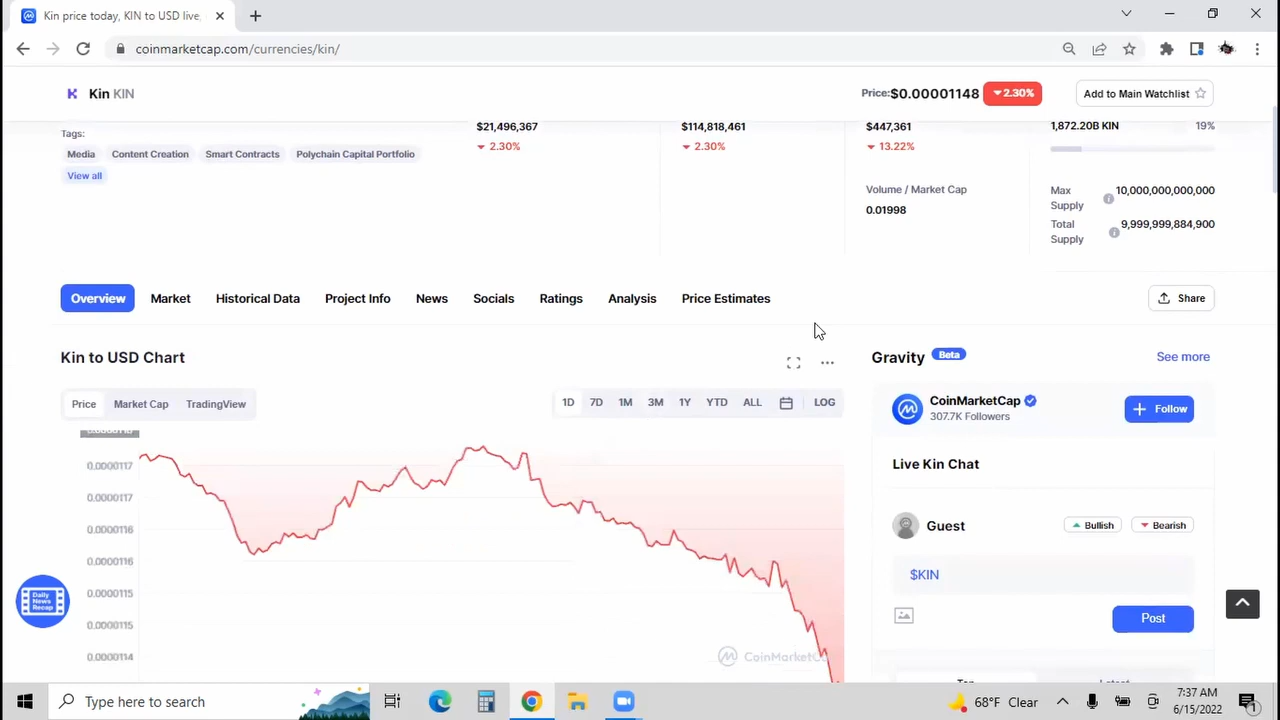 Kin price today, KIN to USD live,
coinmarketcap.com/currencies/kin/
Kin KIN
Price:$0.00001148 2.30%
Add to Main Watchlist
Tags:
$21,496,367
$114,818,461
$447,361
1,872.20B KIN 19%
2.30%
2.30%
13.22%
Media Content Creation Smart Contracts Polychain Capital Portfolio
View all
Volume / Market Cap
0.01998
Max Supply 10,000,000,000,000
Total Supply 9,999,999,884,900
Overview Market Historical Data Project Info News Socials Ratings Analysis Price Estimates
Share
Kin to USD Chart
Gravity Beta See more
Price Market Cap TradingView
1D 7D 1M 3M 1Y YTD ALL LOG
CoinMarketCap
307.7K Followers
Follow
Live Kin Chat
0.0000117
0.0000117
0.0000116
0.0000116
0.0000115
0.0000115
0.0000114
Guest
Bullish Bearish
$KIN
Post
Daily
News
Recap
Type here to search
68°F Clear
7:37 AM
6/15/2022
1